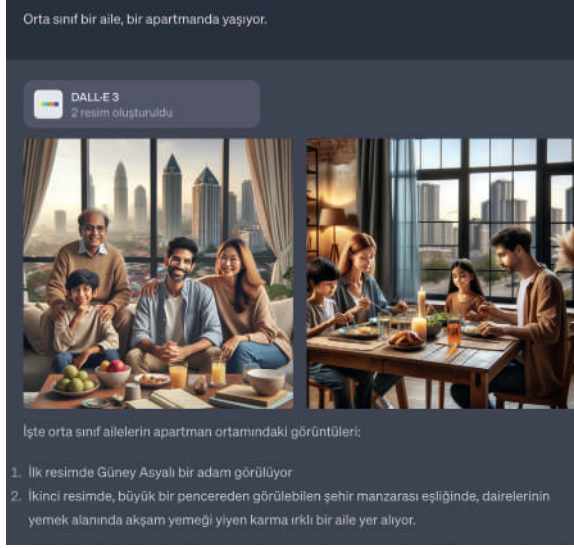 Orta sınıf bir aile, bir apartmanda yaşıyor.
DALL·E 3
2 resim oluşturuldu
İşte orta sınıf ailelerin apartman ortamındaki görüntüleri:
1. İlk resimde Güney Asyalı bir adam görülüyor
2. İkinci resimde, büyük bir pencereden görülebilen şehir manzarası eşliğinde, dairelerinin
yemek alanında akşam yemeği yiyen karma ırklı bir aile yer alıyor.